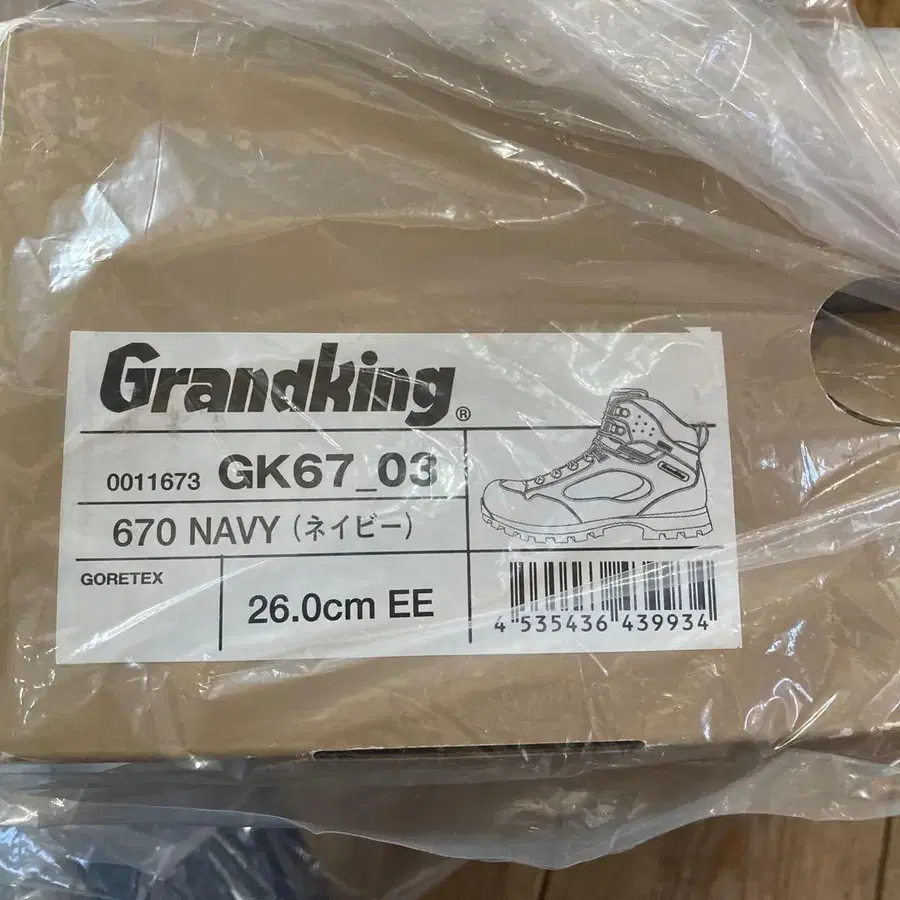 Grandking®
0011673 GK67_03
670 NAVY (ネイビー)
GORETEX
26.0cm EE
4 535436 439934